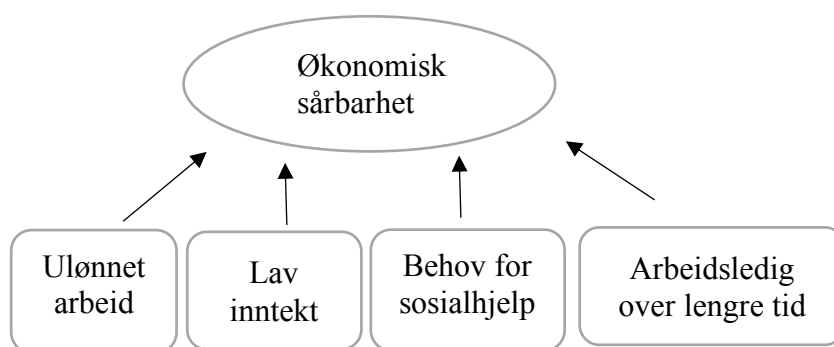 Økonomisk
sårbarhet
Ulønnet
arbeid
Lav
inntekt
Behov for
sosialhjelp
Arbeidsledig
over lengre tid